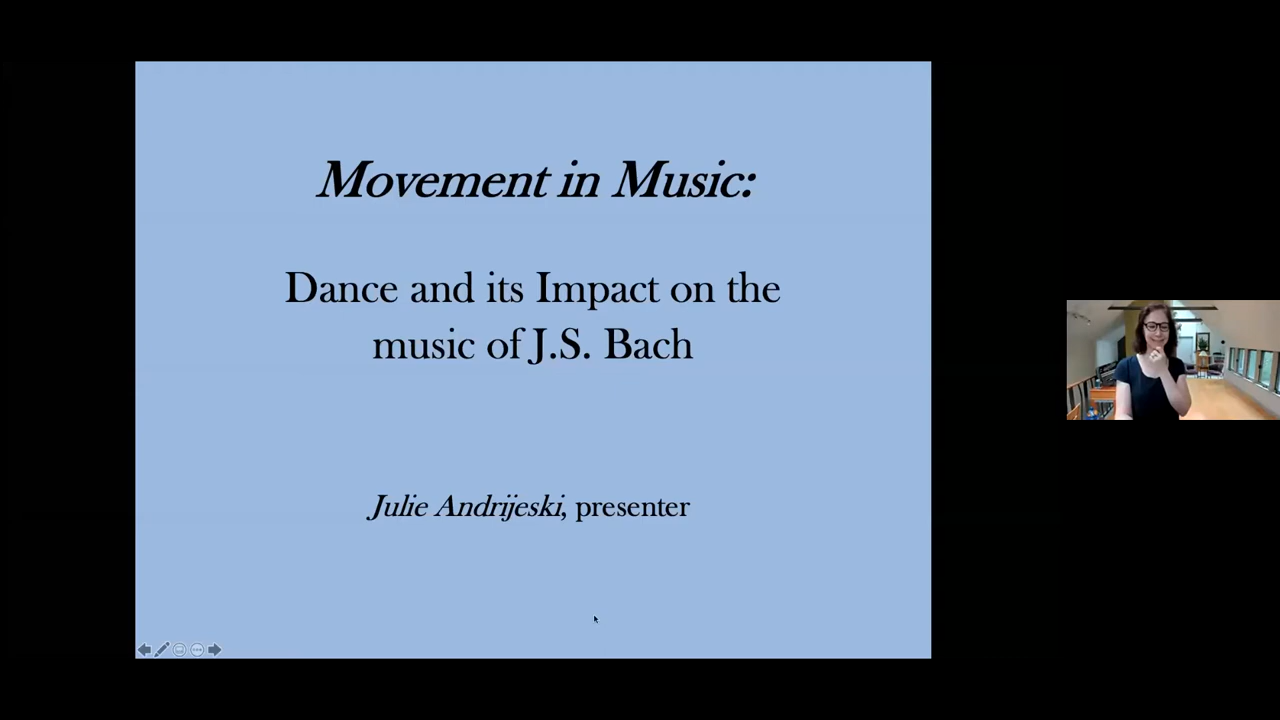 Movement in Music:
Dance and its Impact on the
music of J.S. Bach
Julie Andrijeski, presenter